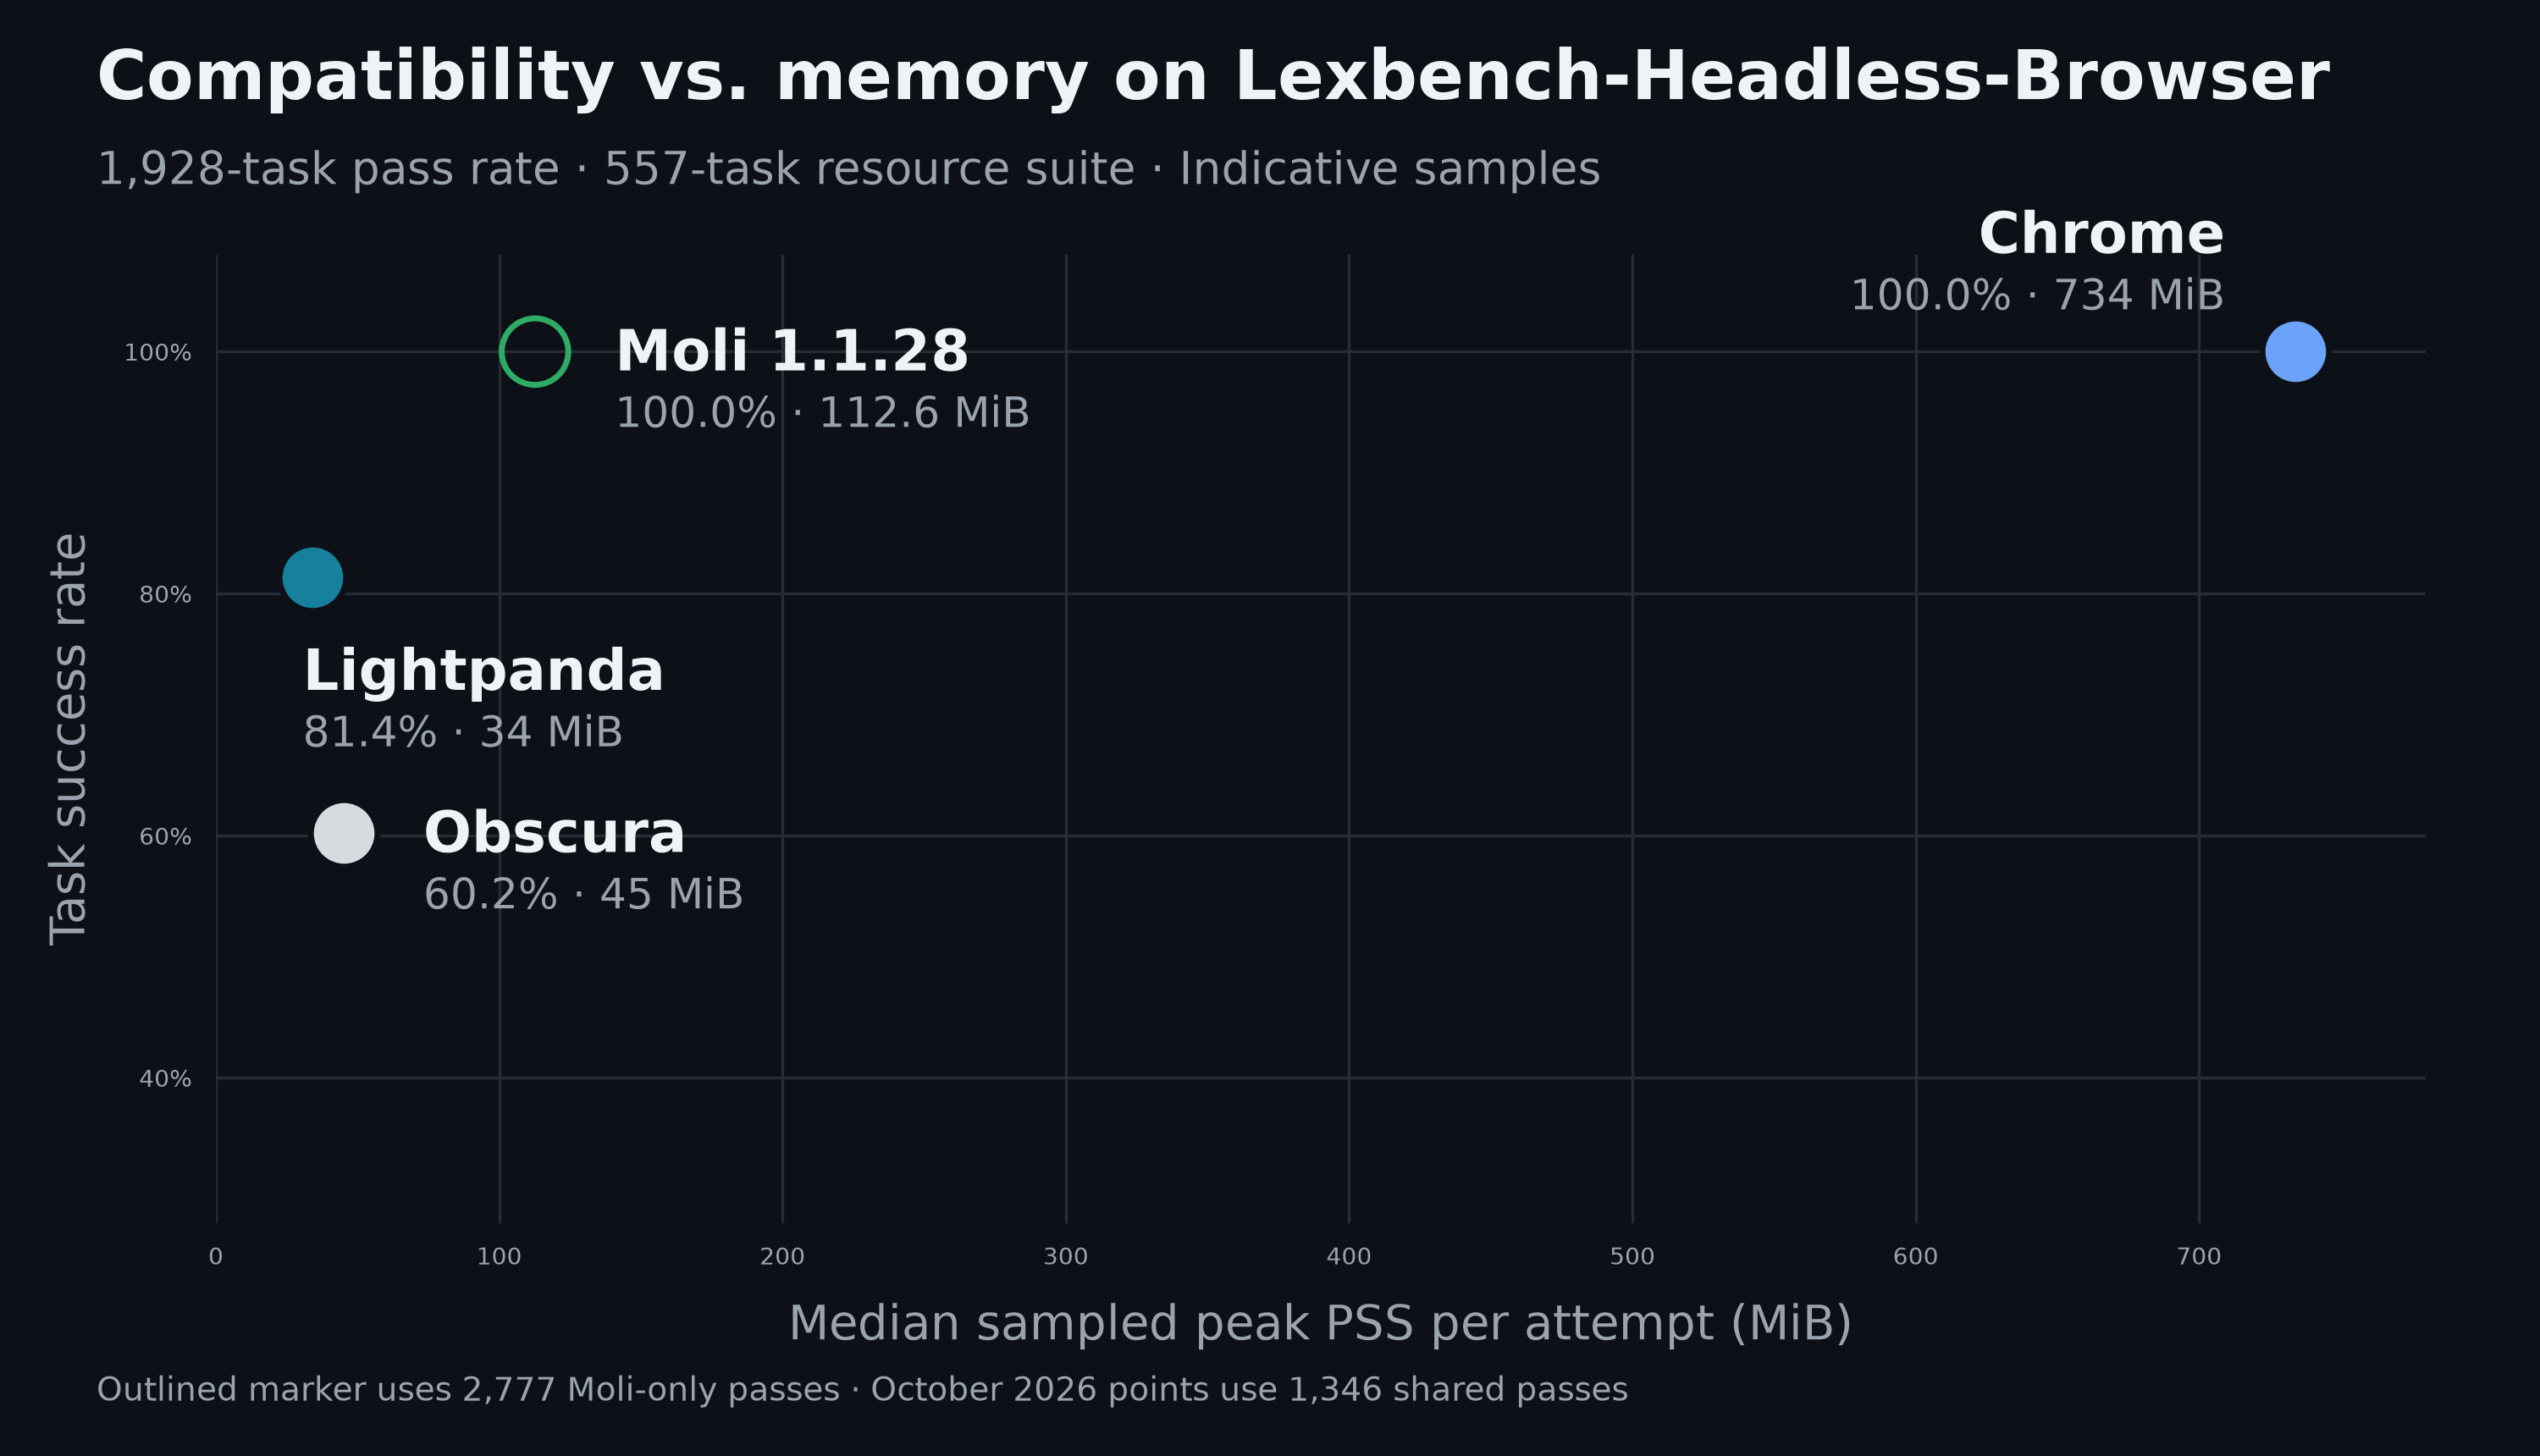 Compatibility vs. memory on Lexbench-Headless-Browser
1,928-task pass rate · 557-task resource suite · Indicative samples
Chrome
100.0% · 734 MiB
100%
Moli 1.1.28
100.0% · 112.6 MiB
80%
Lightpanda
81.4% · 34 MiB
60%
Obscura
60.2% · 45 MiB
40%
Task success rate
0
100
200
300
400
500
600
700
Median sampled peak PSS per attempt (MiB)
Outlined marker uses 2,777 Moli-only passes · October 2026 points use 1,346 shared passes